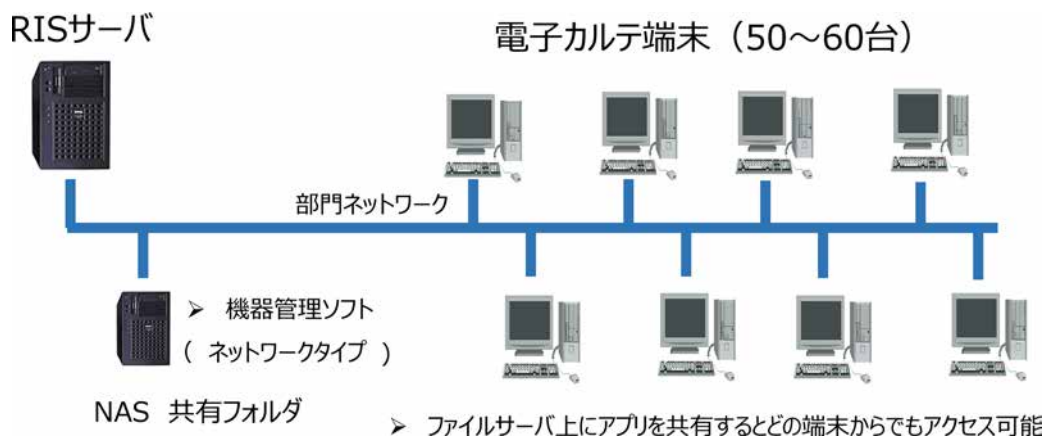 RISサーバ
電子カルテ端末（50～60台）
部門ネットワーク
➢ 機器管理ソフト
（ ネットワークタイプ ）
NAS 共有フォルダ
➢ ファイルサーバ上にアプリを共有するとどの端末からでもアクセス可能